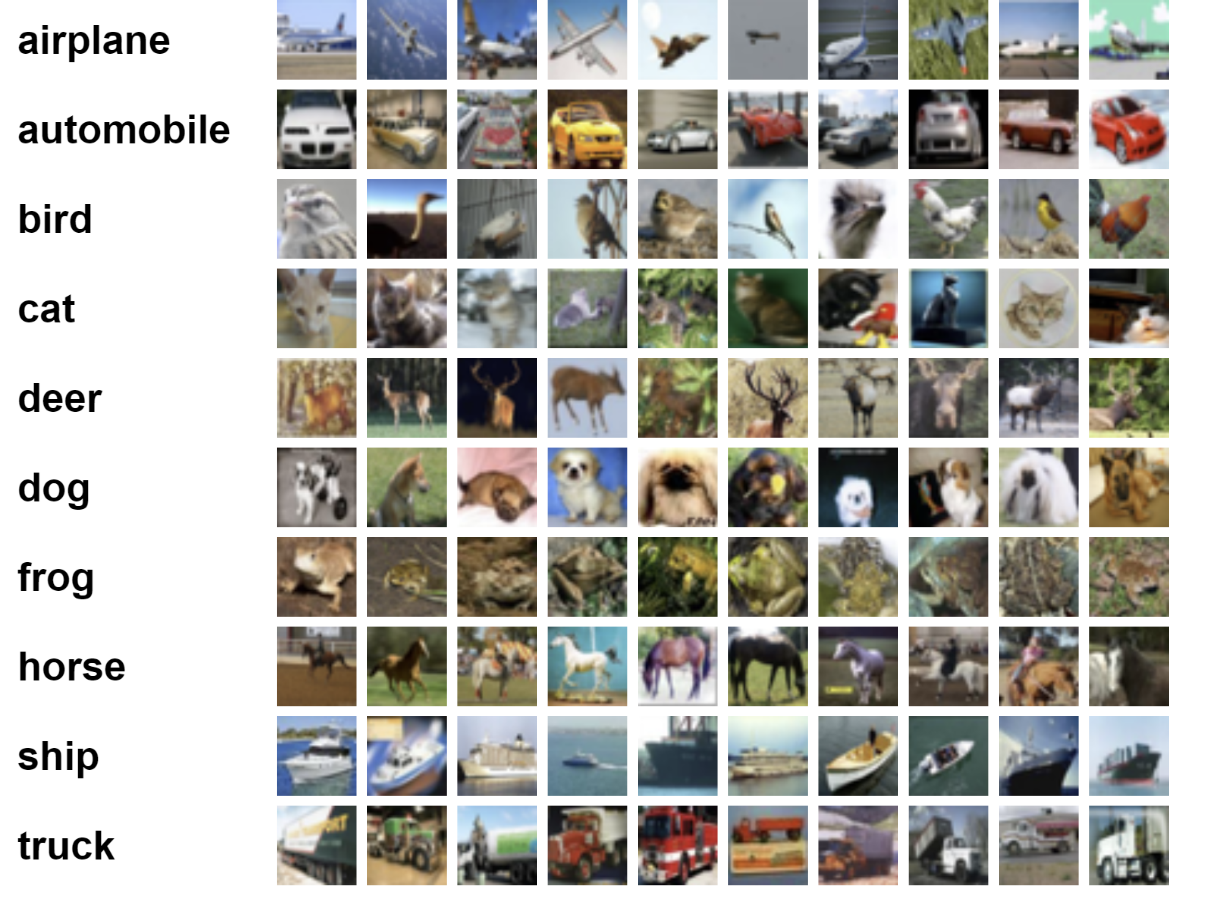 airplane
automobile
bird
cat
deer
dog
frog
horse
ship
truck